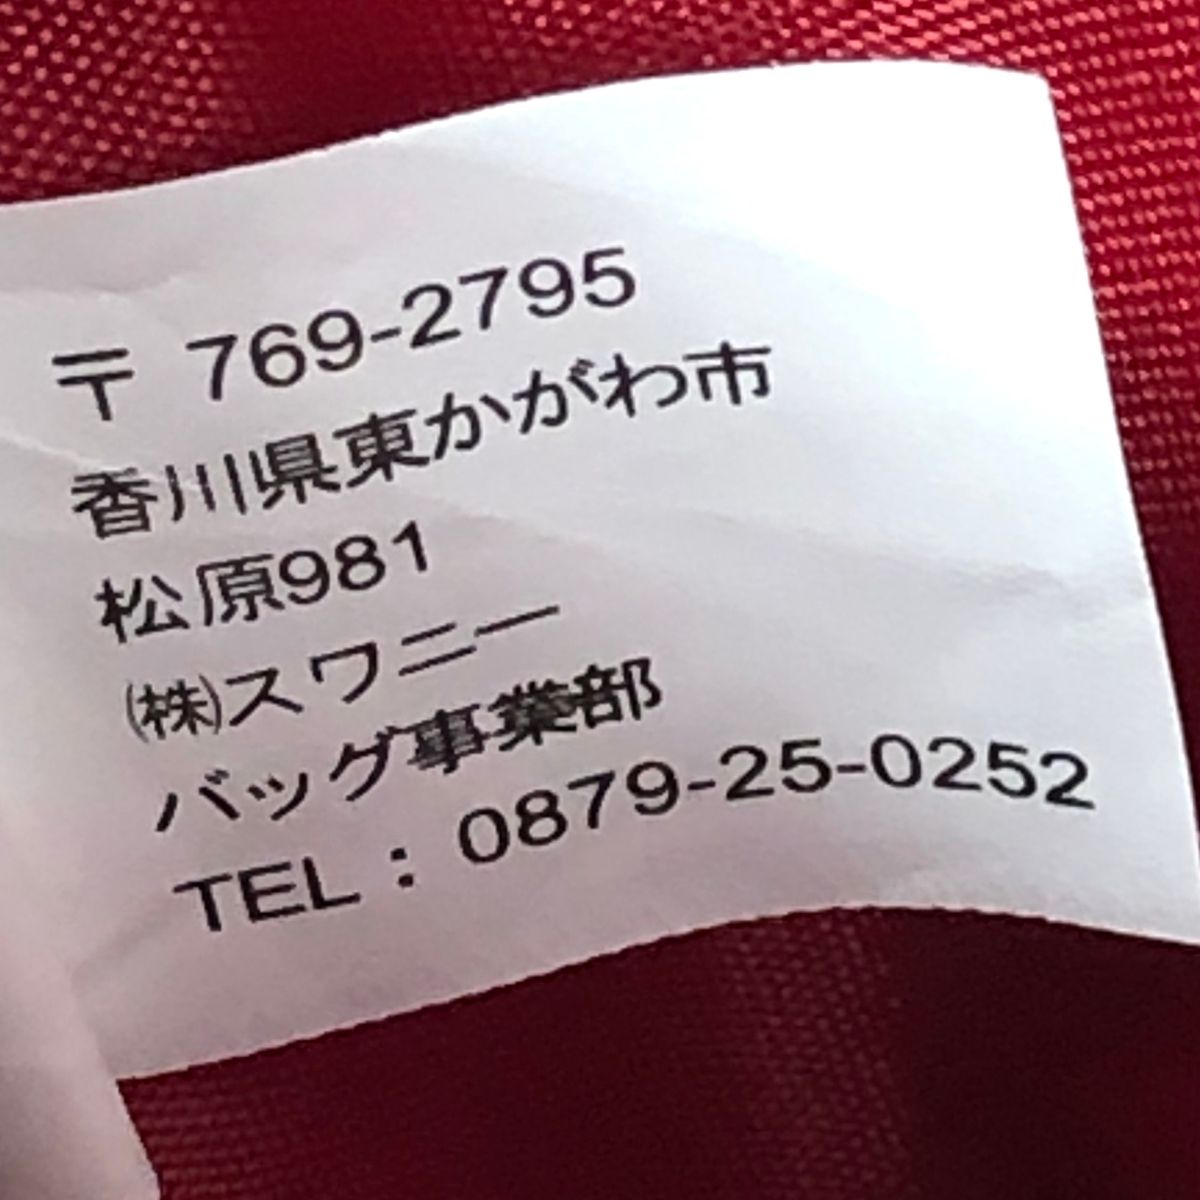 〒 769-2795
香川県東かがわ市
松原981
㈱スワニー
バッグ事業部
TEL：0879-25-0252